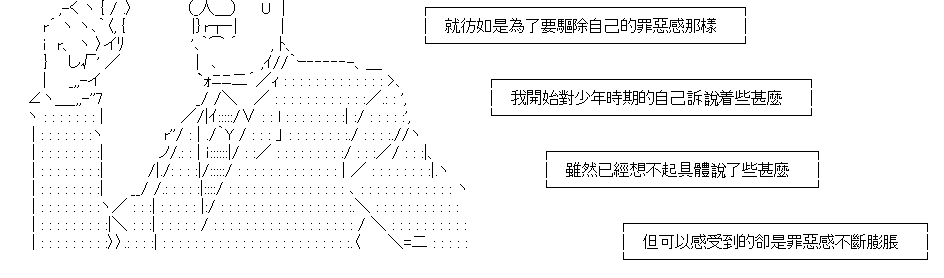 就彷如是為了要驅除自己的罪惡感那樣
我開始對少年時期的自己訴說着些甚麼
雖然已經想不起具體說了些甚麼
但可以感受到的卻是罪惡感不斷膨脹